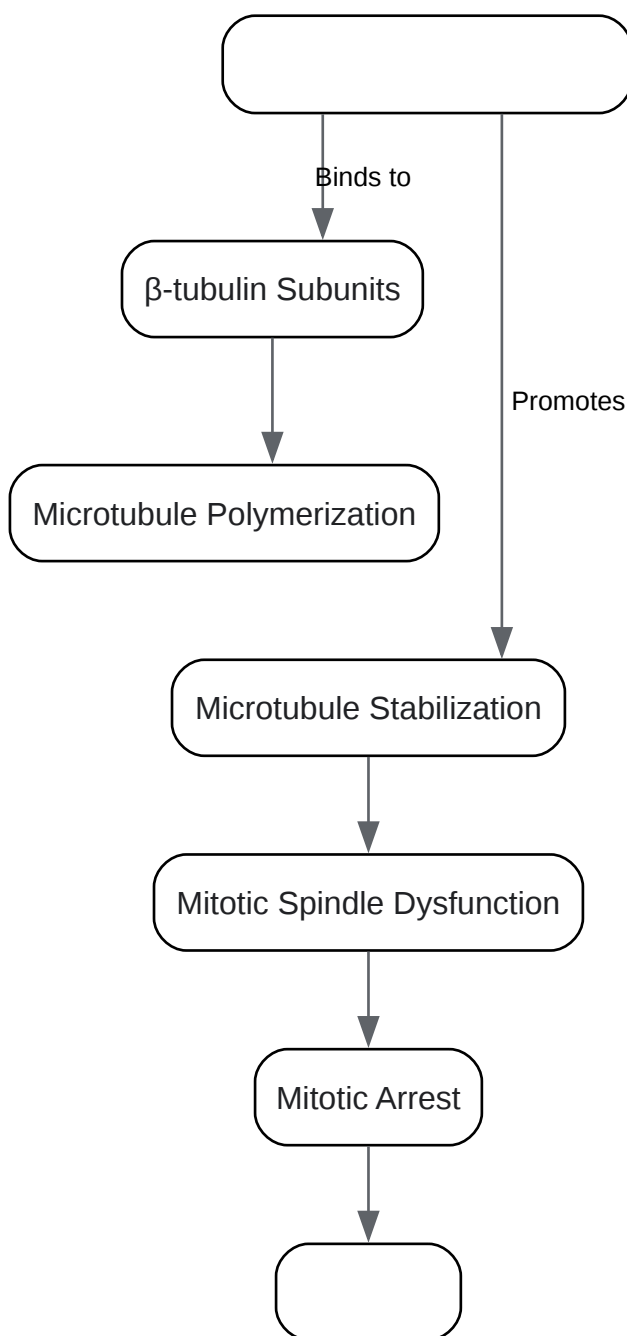 Binds to
β-tubulin Subunits
Promotes
Microtubule Polymerization
Microtubule Stabilization
Mitotic Spindle Dysfunction
Mitotic Arrest